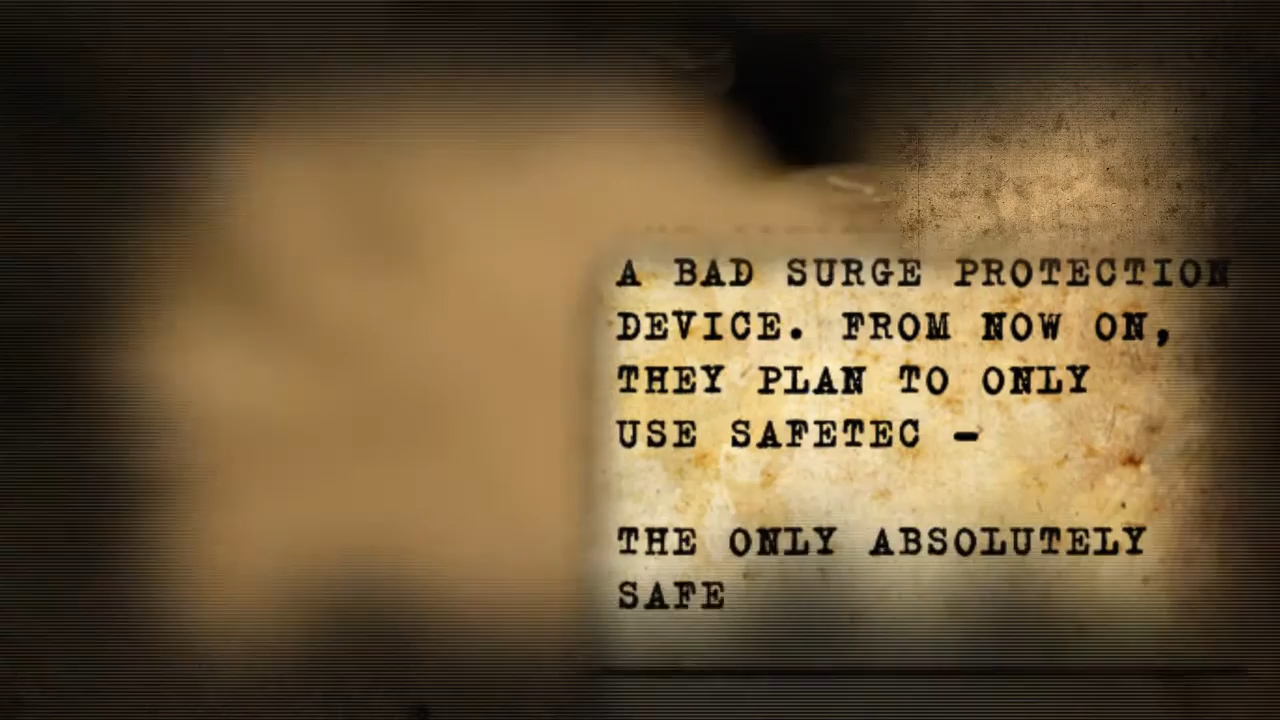 A BAD SURGE PROTECTION
DEVICE. FROM NOW ON,
THEY PLAN TO ONLY
USE SAFETEC –
THE ONLY ABSOLUTELY
SAFE